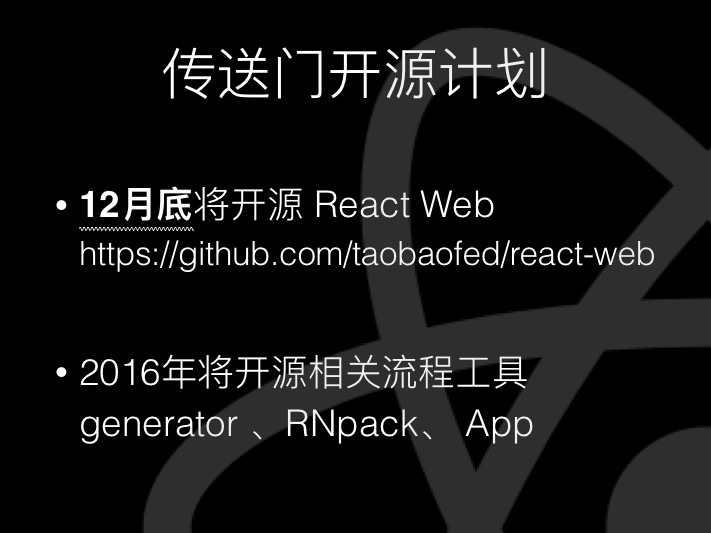 传送门开源计划
• 12月底将开源 React Web
https://github.com/taobaofed/react-web
• 2016年将开源相关流程工具
generator 、RNpack、 App